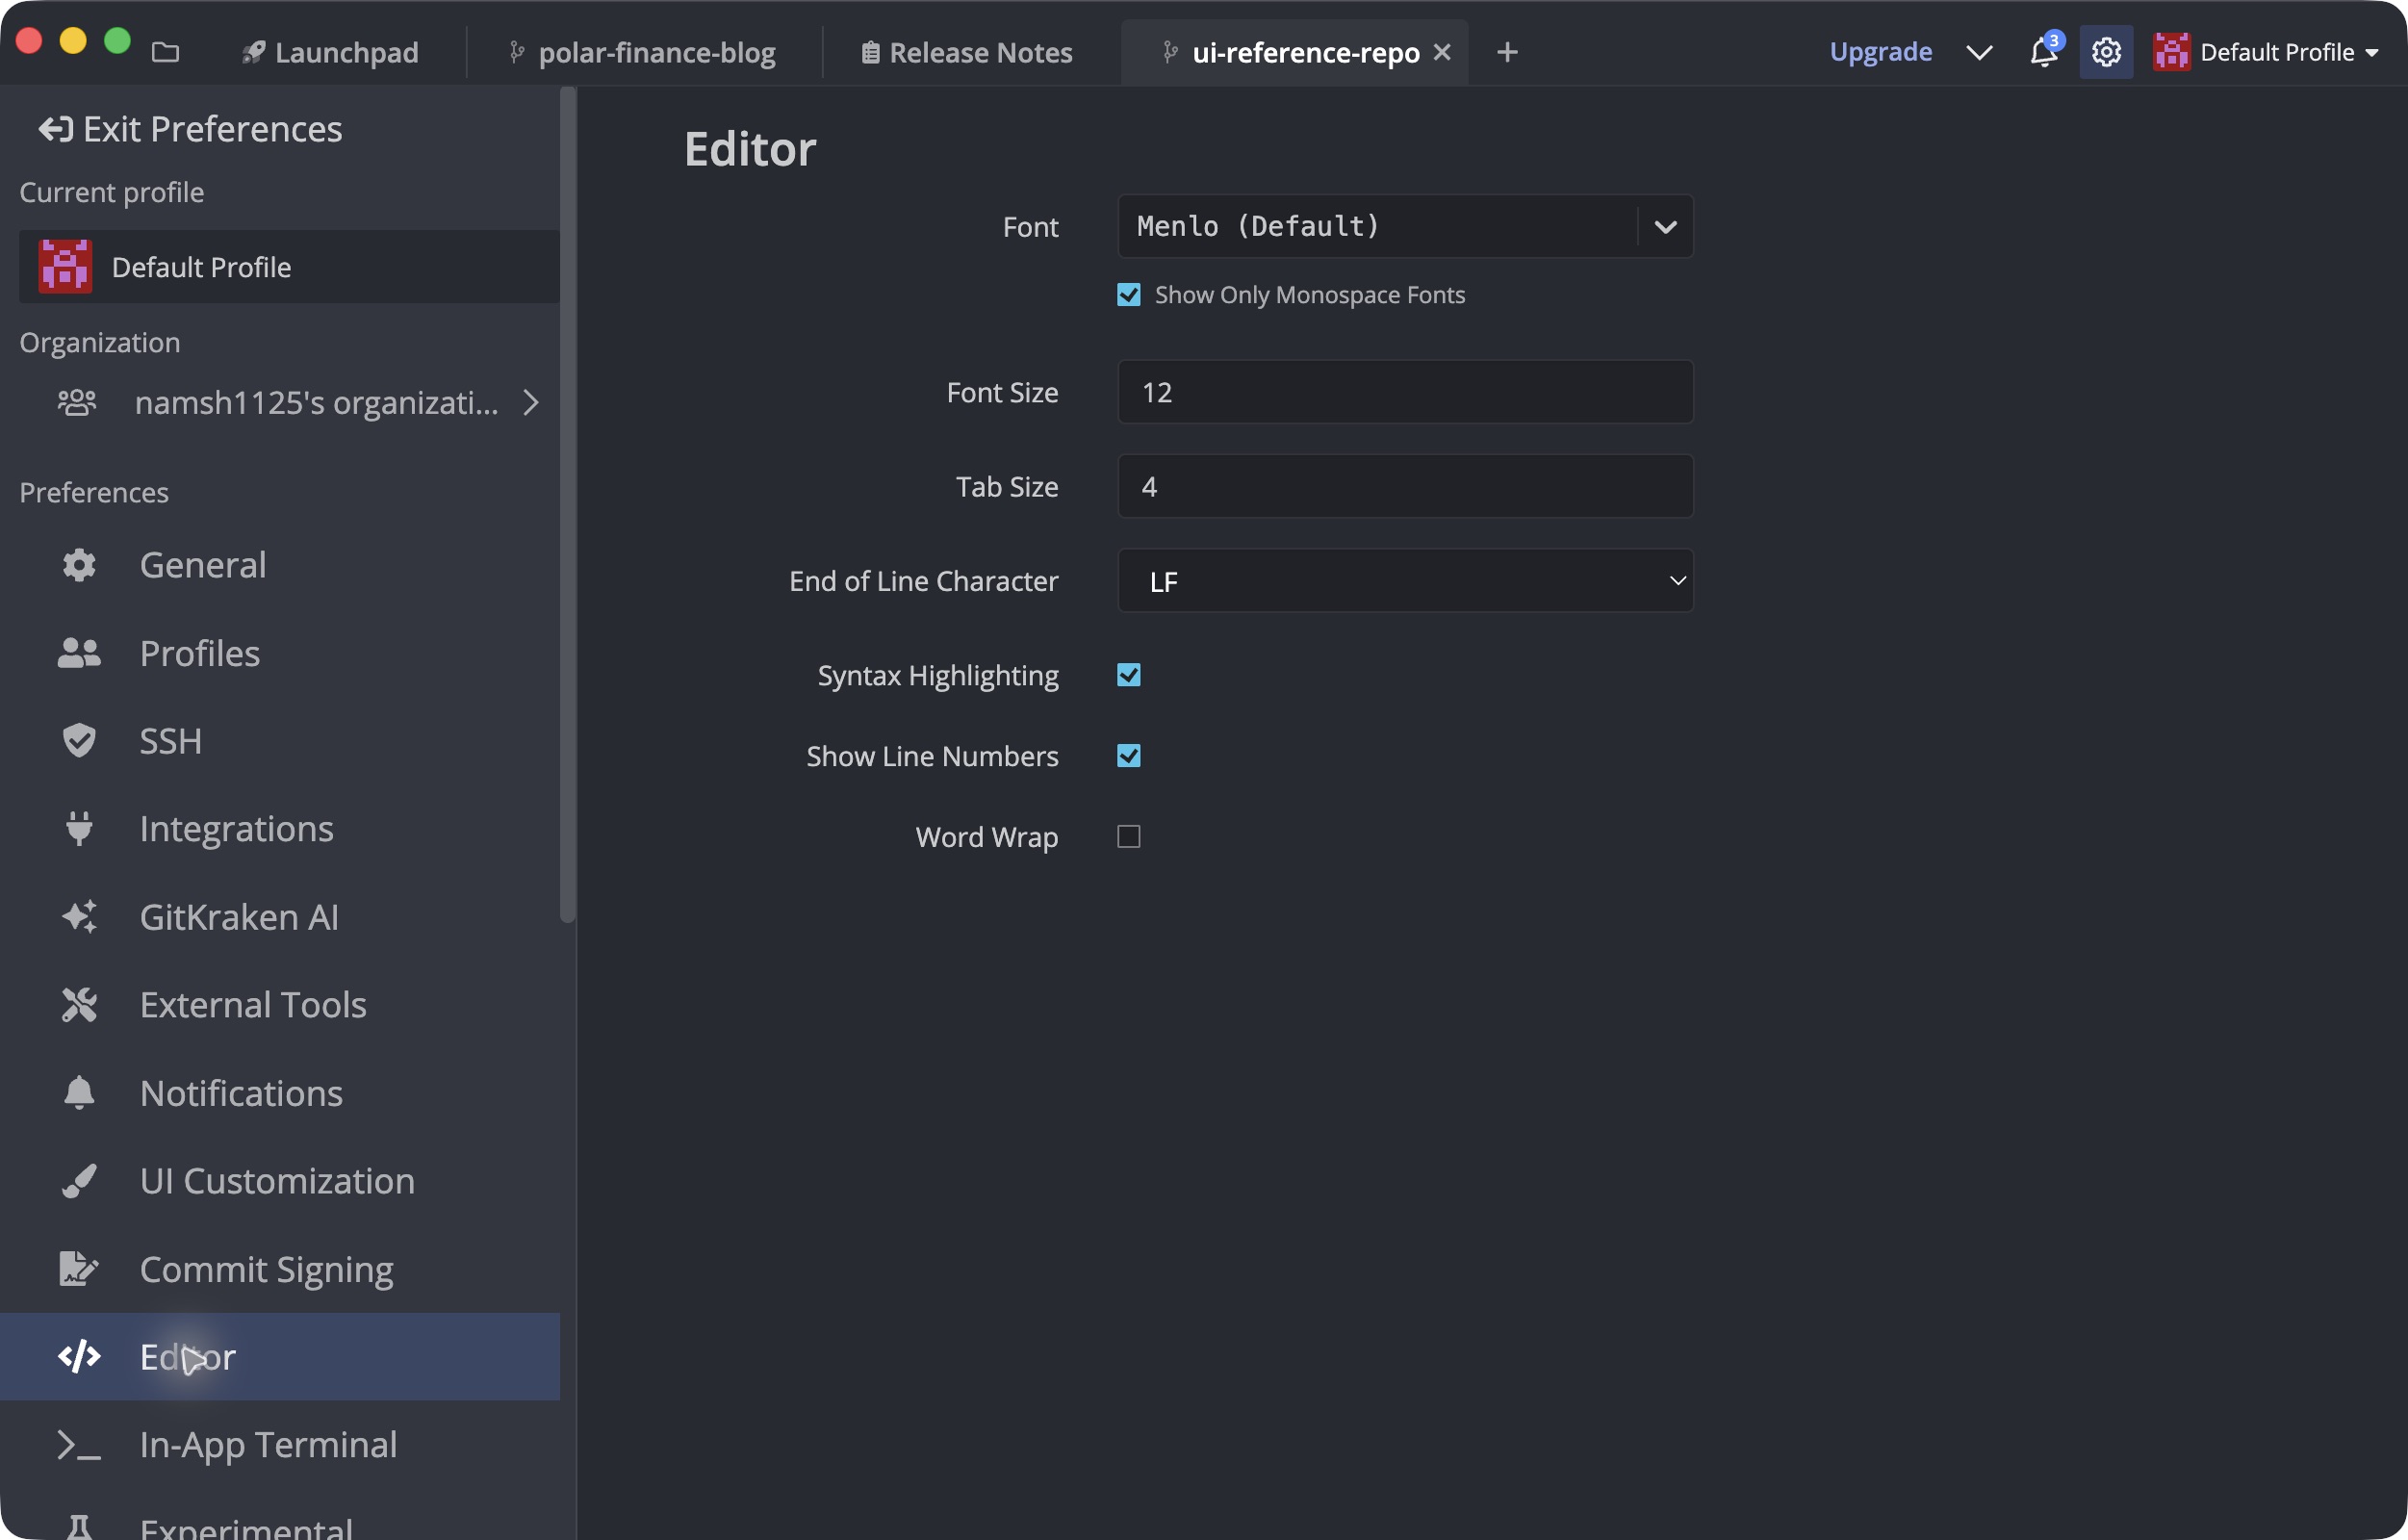 Launchpad
polar-finance-blog
Release Notes
ui-reference-repo
Upgrade
3
Default Profile
Exit Preferences
Current profile
Default Profile
Organization
namsh1125's organizati...
Preferences
General
Profiles
SSH
Integrations
GitKraken AI
External Tools
Notifications
UI Customization
Commit Signing
Editor
In-App Terminal
Experimental
Editor
Font
Menlo (Default)
Show Only Monospace Fonts
Font Size
12
Tab Size
4
End of Line Character
LF
Syntax Highlighting
Show Line Numbers
Word Wrap